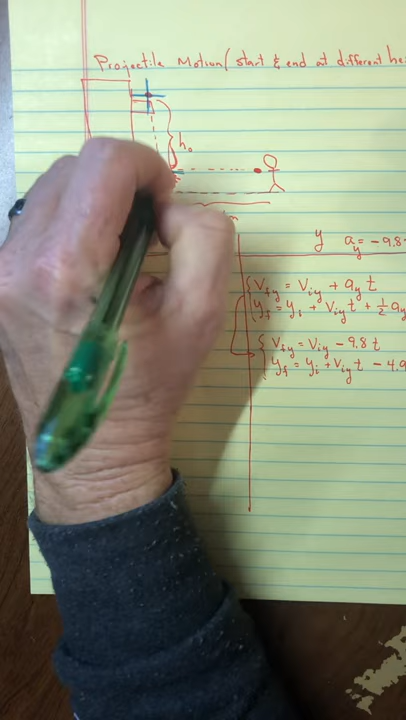 Projectile Motion (start & end at different
h₀
m
y a_y = -9.8
V_fy = V_iy + a_y t
y_f = y_i + V_iy t + ½ a_y
V_fy = V_iy - 9.8 t
y_f = y_i + V_iy t - 4.9